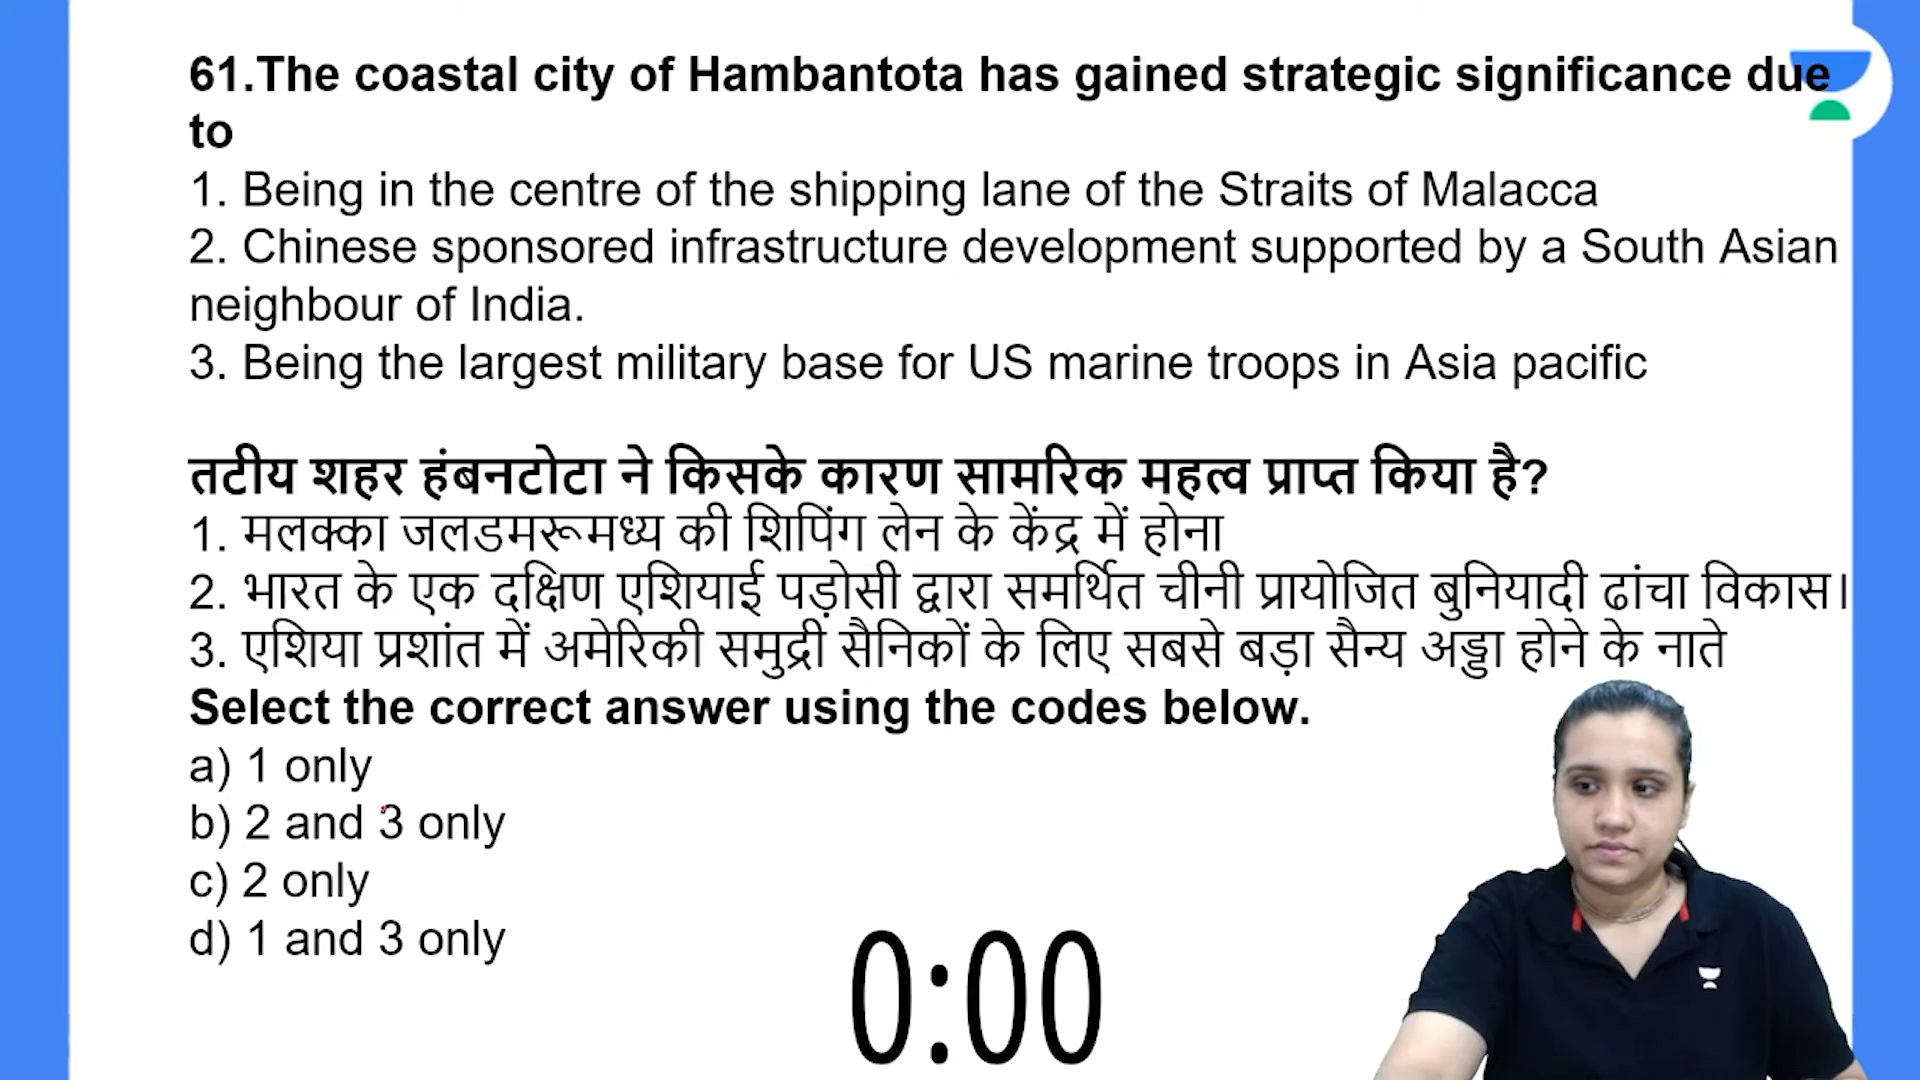 61.The coastal city of Hambantota has gained strategic significance due
to
1. Being in the centre of the shipping lane of the Straits of Malacca
2. Chinese sponsored infrastructure development supported by a South Asian
neighbour of India.
3. Being the largest military base for US marine troops in Asia pacific
तटीय शहर हंबनटोटा ने किसके कारण सामरिक महत्व प्राप्त किया है?
1. मलक्का जलडमरूमध्य की शिपिंग लेन के केंद्र में होना
2. भारत के एक दक्षिण एशियाई पड़ोसी द्वारा समर्थित चीनी प्रायोजित बुनियादी ढांचा विकास।
3. एशिया प्रशांत में अमेरिकी समुद्री सैनिकों के लिए सबसे बड़ा सैन्य अड्डा होने के नाते
Select the correct answer using the codes below.
a) 1 only
b) 2 and 3 only
c) 2 only
d) 1 and 3 only
0:00